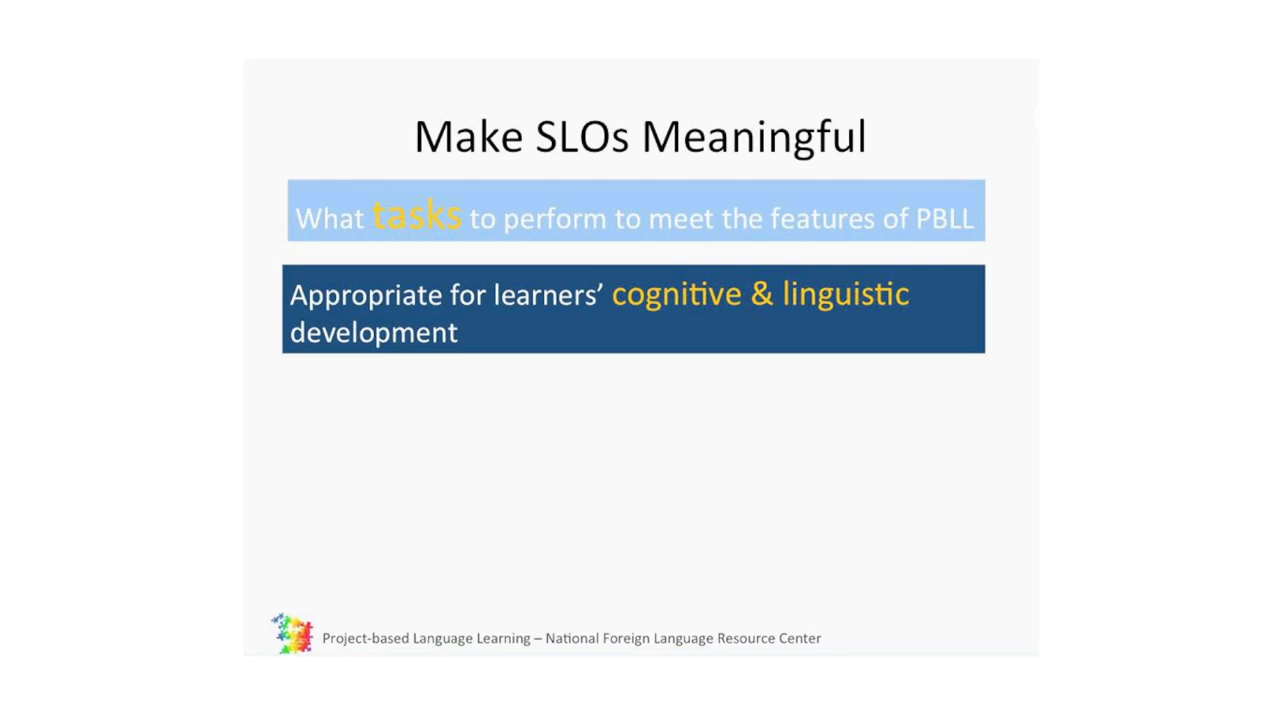 Make SLOs Meaningful
What tasks to perform to meet the features of PBLL
Appropriate for learners’ cognitive & linguistic
development
Project-based Language Learning – National Foreign Language Resource Center